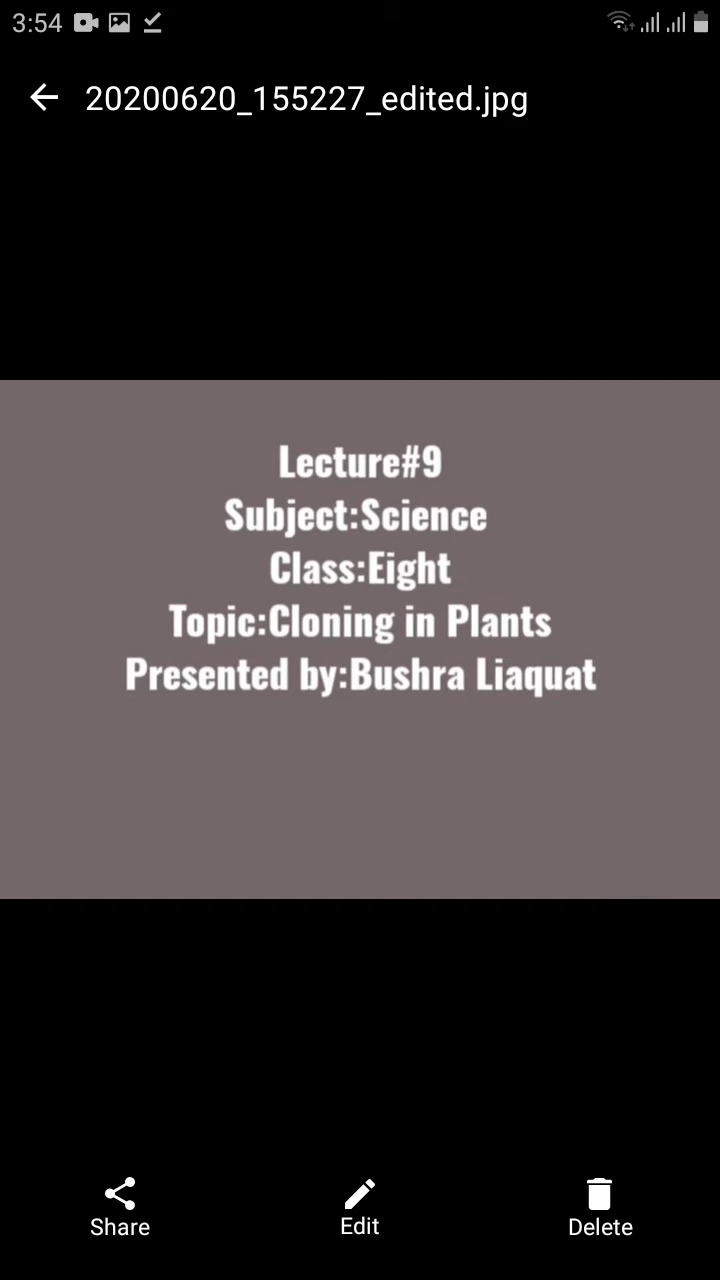 3:54
20200620_155227_edited.jpg
Lecture#9
Subject:Science
Class:Eight
Topic:Cloning in Plants
Presented by:Bushra Liaquat
Share Edit Delete